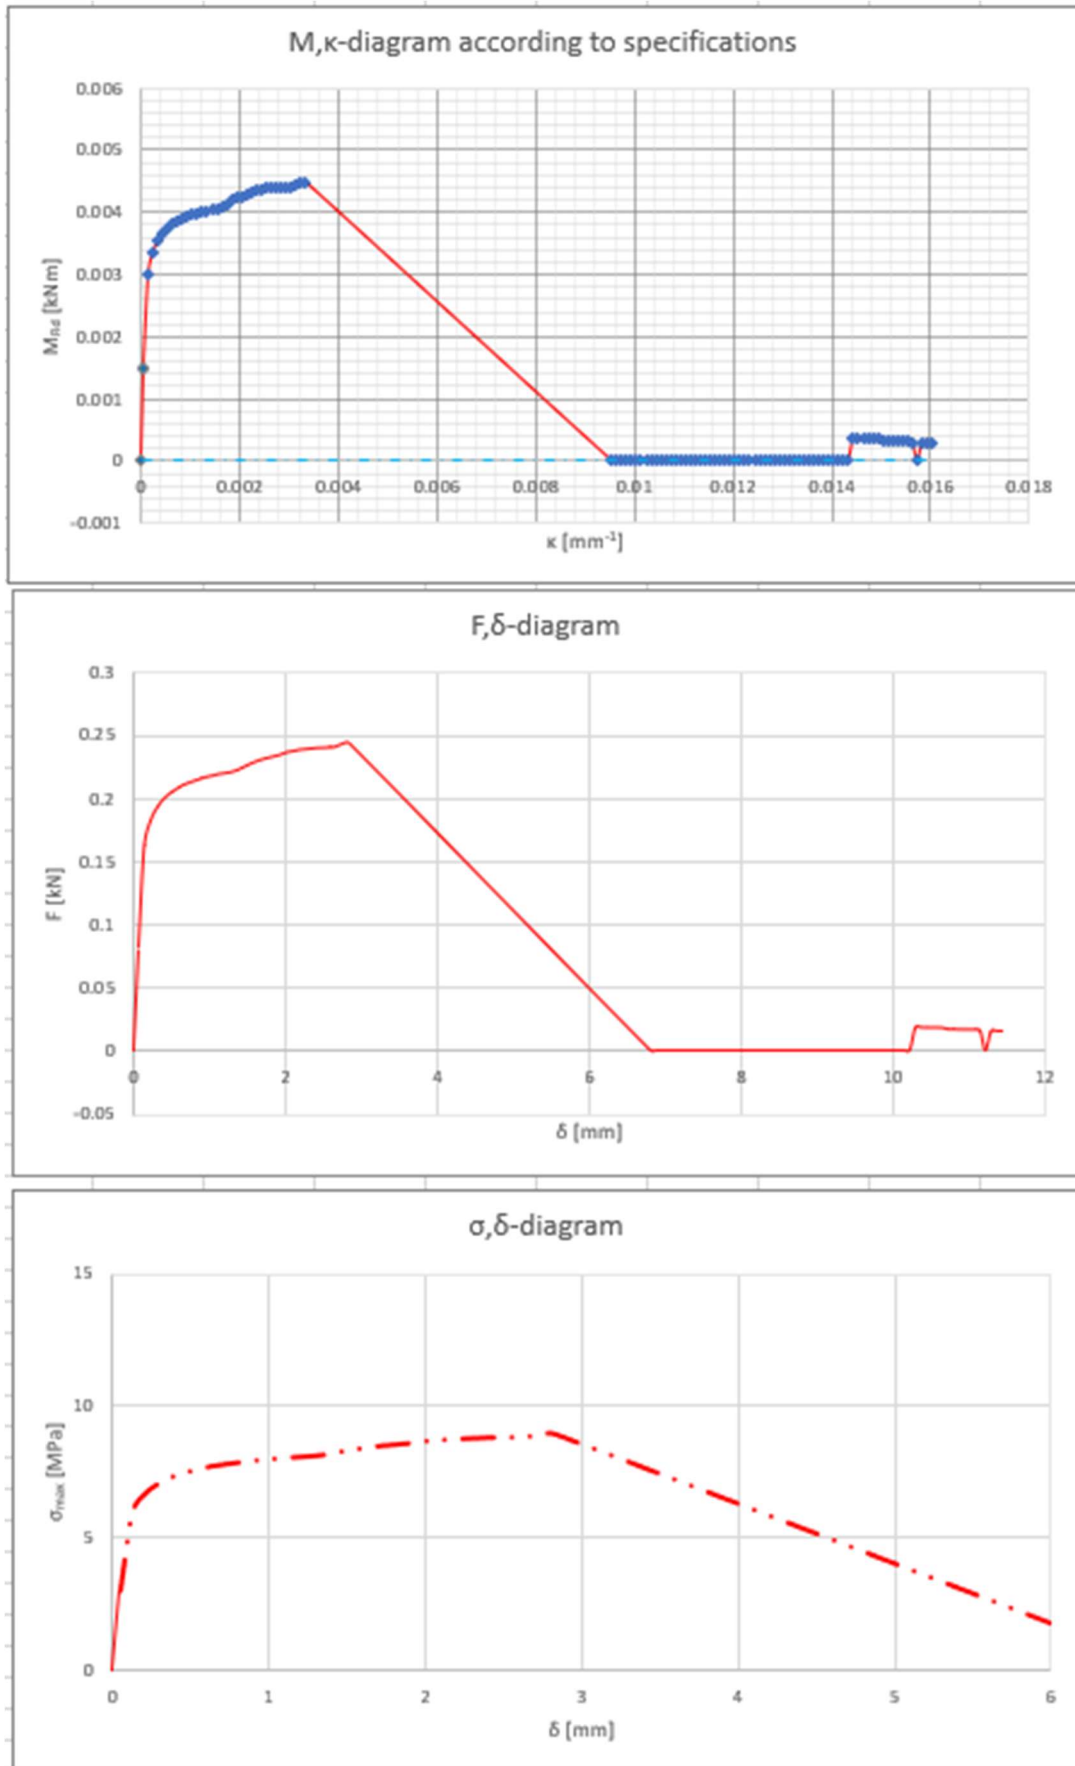 M,κ-diagram according to specifications
0.006
0.005
0.004
0.003
0.002
0.001
0
-0.001
M_Rd [kNm]
0 0.002 0.004 0.006 0.008 0.01 0.012 0.014 0.016 0.018
κ [mm⁻¹]
F,δ-diagram
0.3
0.25
0.2
0.15
0.1
0.05
0
-0.05
F [kN]
0 2 4 6 8 10 12
δ [mm]
σ,δ-diagram
15
10
5
0
σmax [MPa]
0 1 2 3 4 5 6
δ [mm]